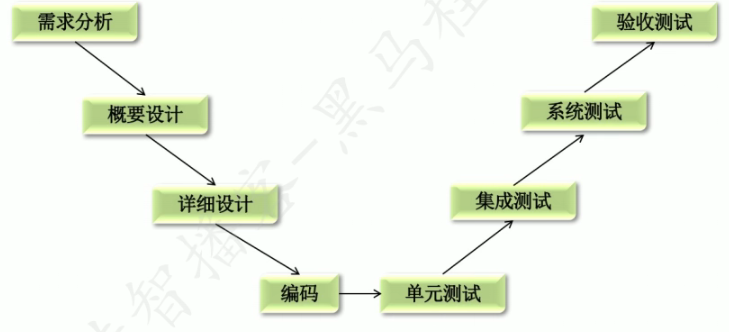 需求分析
验收测试
概要设计
系统测试
详细设计
集成测试
编码
单元测试
智播客-黑马程